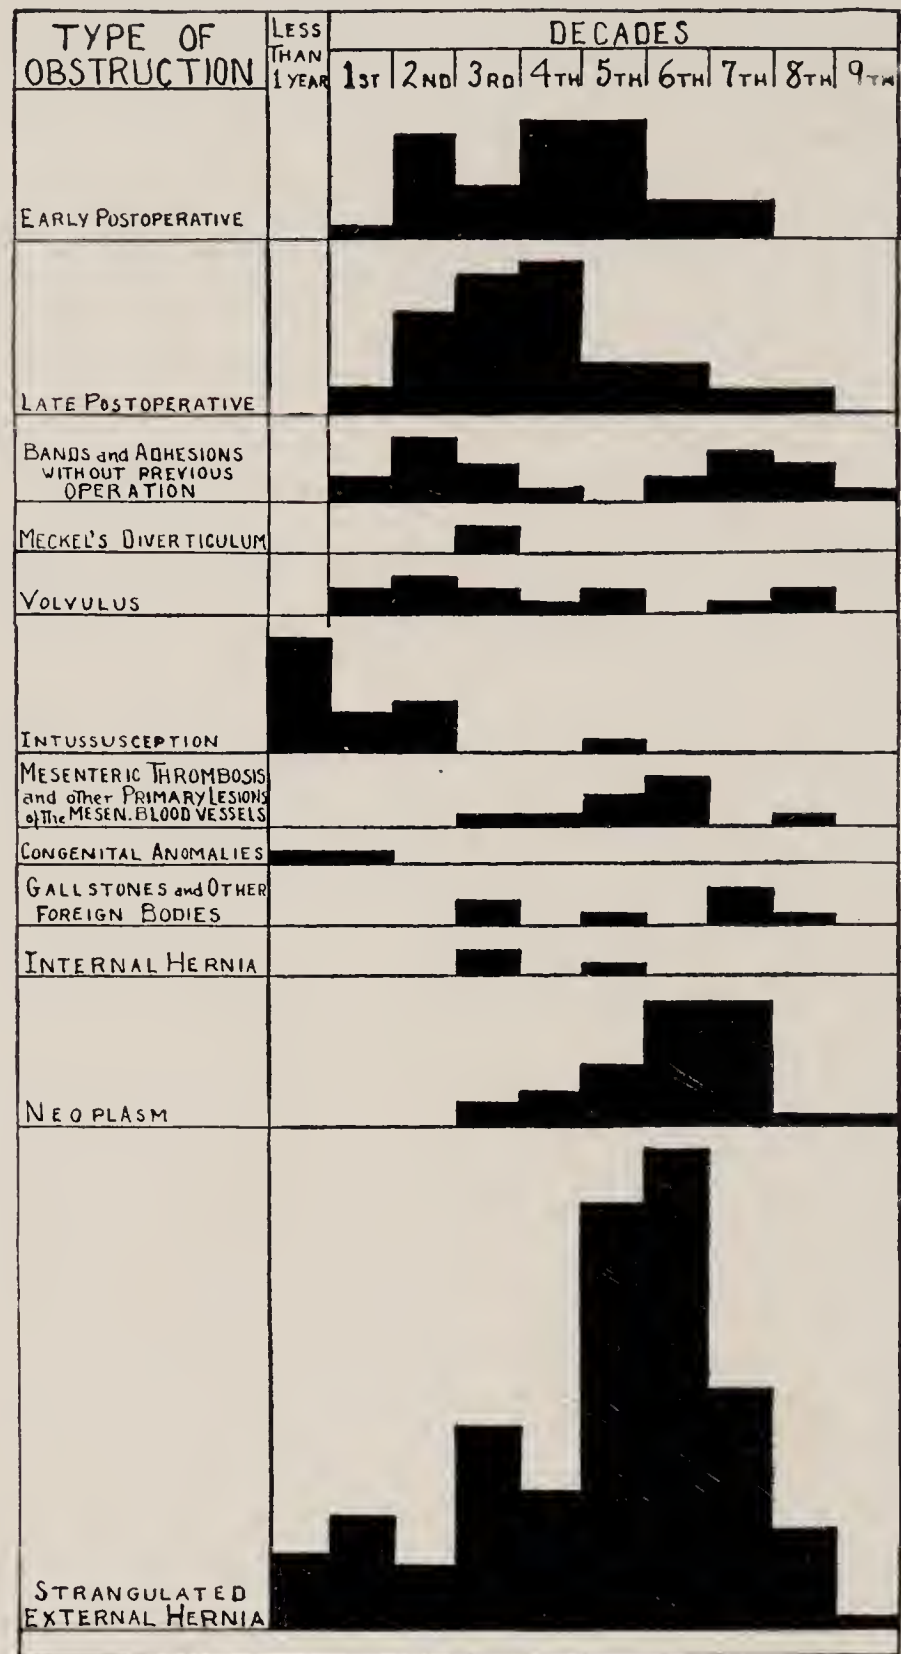 TYPE OF
OBSTRUCTION
LESS
THAN
1 YEAR
DECADES
1ST 2ND 3RD 4TH 5TH 6TH 7TH 8TH 9TH
EARLY POSTOPERATIVE
LATE POSTOPERATIVE
BANDS and ADHESIONS
WITHOUT PREVIOUS
OPERATION
MECKEL'S DIVERTICULUM
VOLVULUS
INTUSSUSCEPTION
MESENTERIC THROMBOSIS
and other PRIMARY LESIONS
of the MESEN. BLOOD VESSELS
CONGENITAL ANOMALIES
GALLSTONES and OTHER
FOREIGN BODIES
INTERNAL HERNIA
NEOPLASM
STRANGULATED
EXTERNAL HERNIA